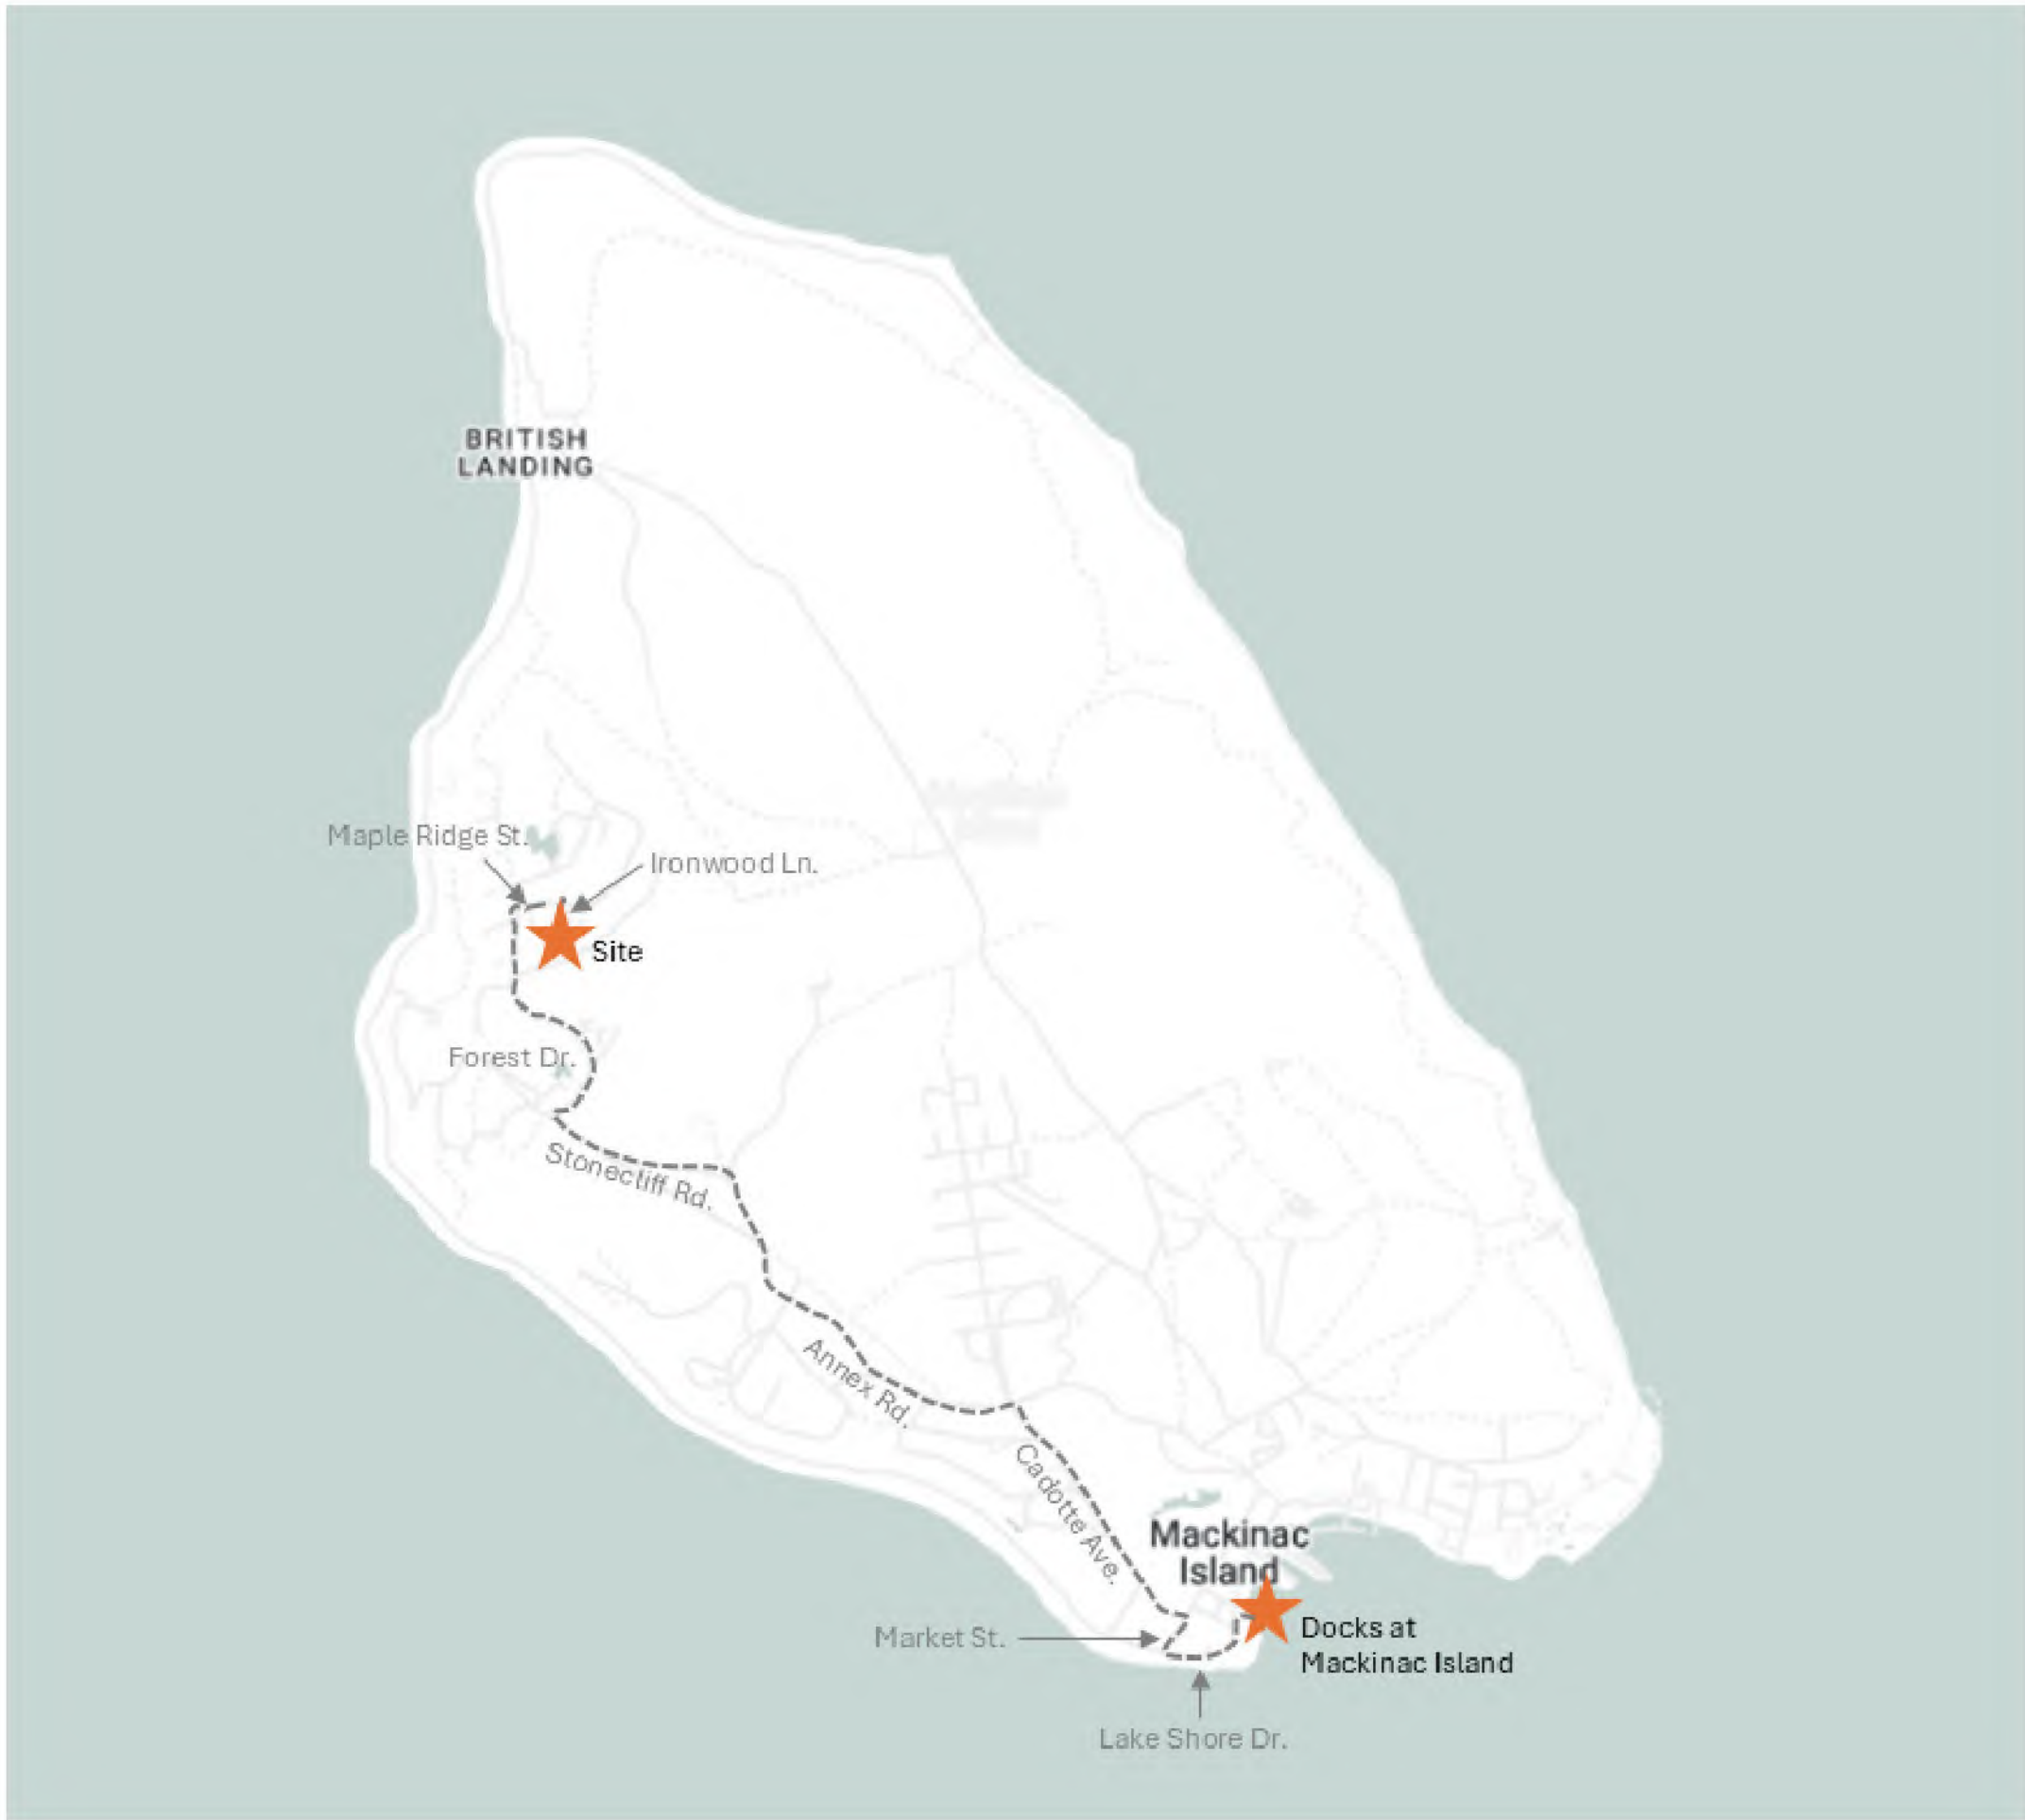 BRITISH
LANDING
Maple Ridge St.
Ironwood Ln.
Site
Forest Dr.
Stonecliff Rd.
Annex Rd.
Cadotte Ave.
Mackinac
Island
Market St.
Docks at
Mackinac Island
Lake Shore Dr.